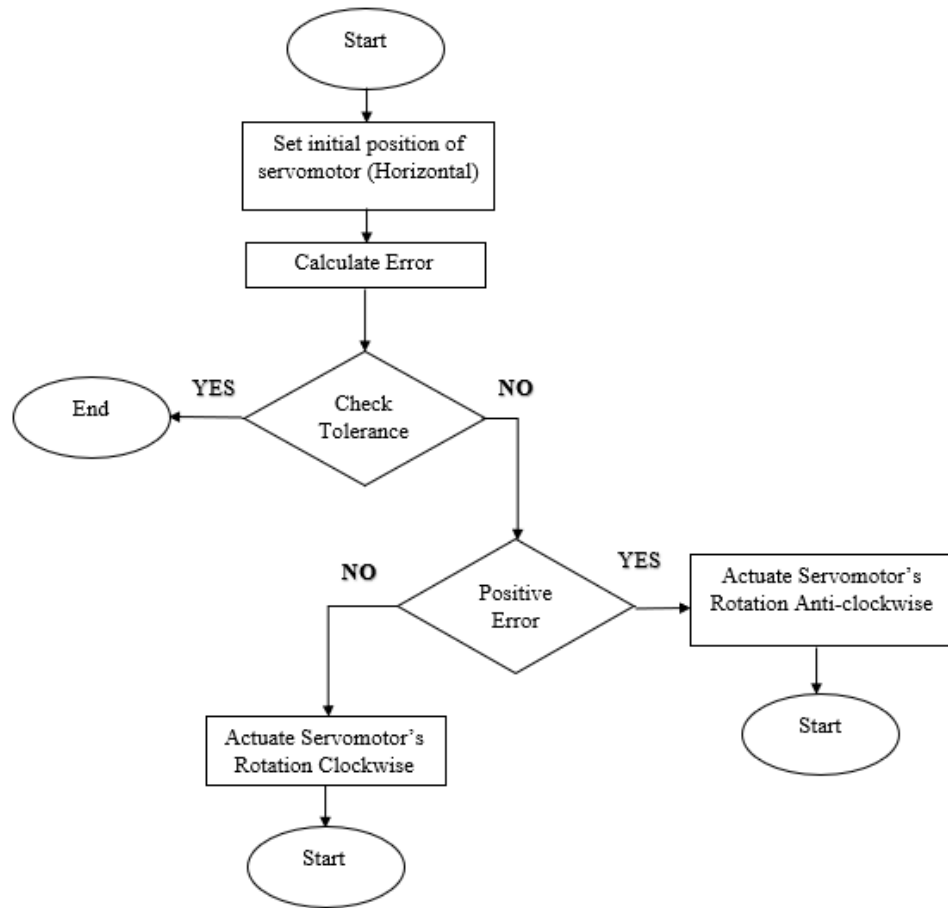 Start
Set initial position of
servomotor (Horizontal)
Calculate Error
YES
NO
End
Check
Tolerance
NO
YES
Positive
Error
Actuate Servomotor’s
Rotation Anti-clockwise
Start
Actuate Servomotor’s
Rotation Clockwise
Start